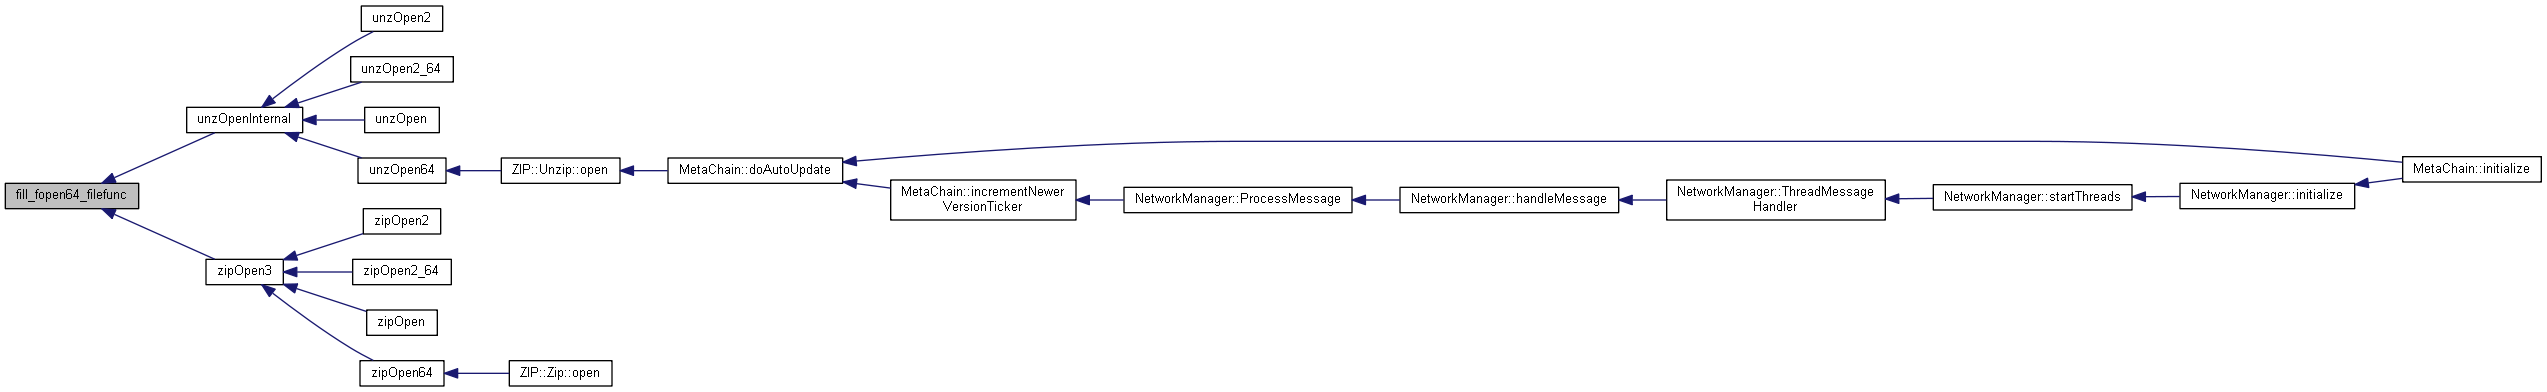 unzOpen2
unzOpen2_64
unzOpenInternal
unzOpen
unzOpen64
ZIP::Unzip::open
MetaChain::doAutoUpdate
MetaChain::initialize
fill_fopen64_filefunc
MetaChain::incrementNewer
VersionTicker
NetworkManager::ProcessMessage
NetworkManager::handleMessage
NetworkManager::ThreadMessage
Handler
NetworkManager::startThreads
NetworkManager::initialize
zipOpen2
zipOpen3
zipOpen2_64
zipOpen
zipOpen64
ZIP::Zip::open